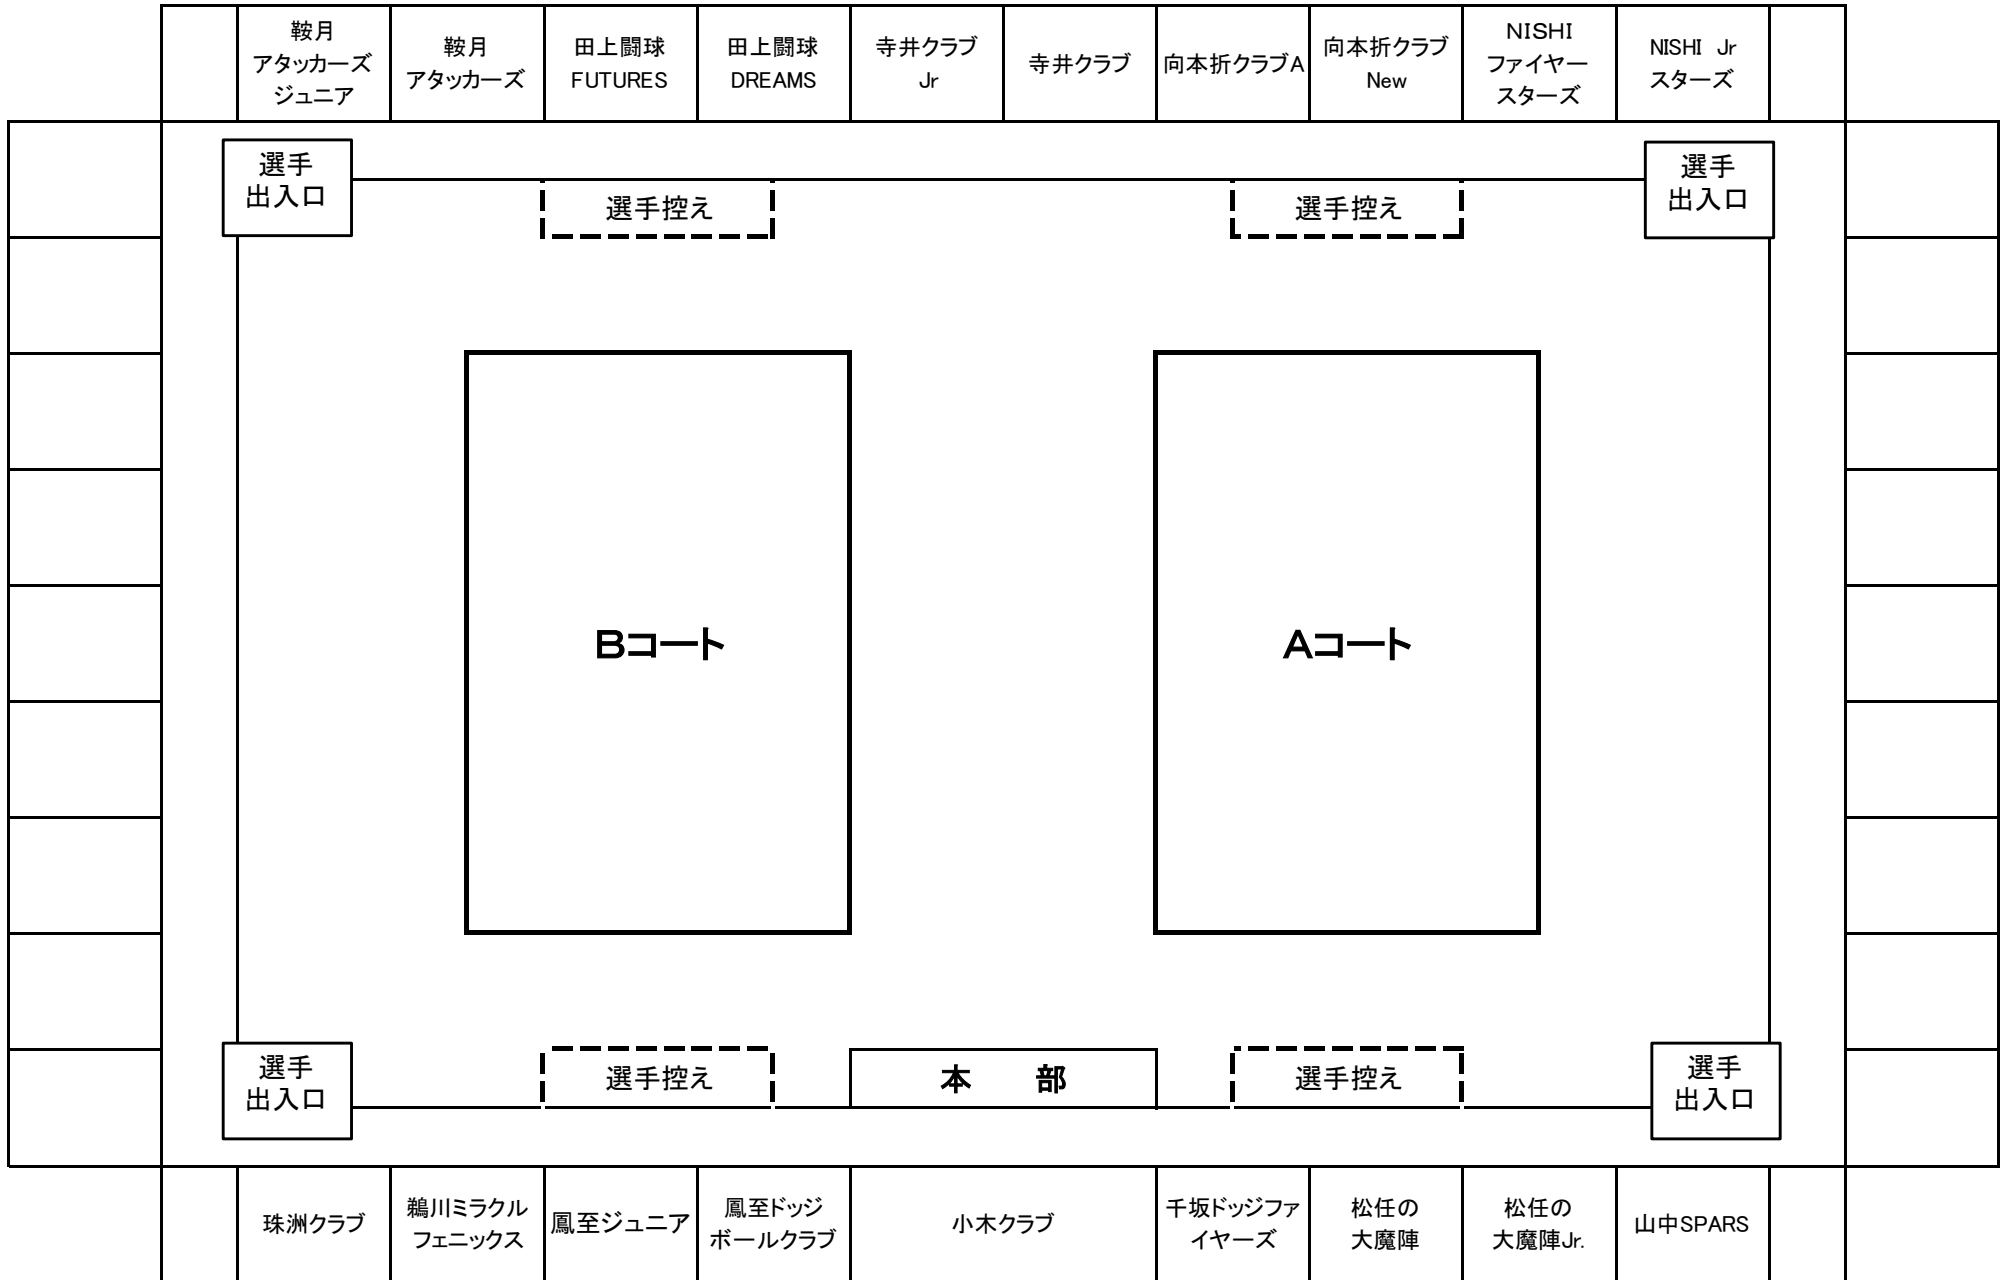 鞍月
アタッカーズ
ジュニア
鞍月
アタッカーズ
田上闘球
FUTURES
田上闘球
DREAMS
寺井クラブ
Jr
寺井クラブ
向本折クラブA
向本折クラブ
New
NISHI
ファイヤー
スターズ
NISHI Jr
スターズ
選手
出入口
選手控え
選手控え
選手
出入口
Bコート
Aコート
選手
出入口
選手控え
本 部
選手控え
選手
出入口
珠洲クラブ
鵜川ミラクル
フェニックス
鳳至ジュニア
鳳至ドッジ
ボールクラブ
小木クラブ
千坂ドッジファ
イヤーズ
松任の
大魔陣
松任の
大魔陣Jr.
山中SPARS